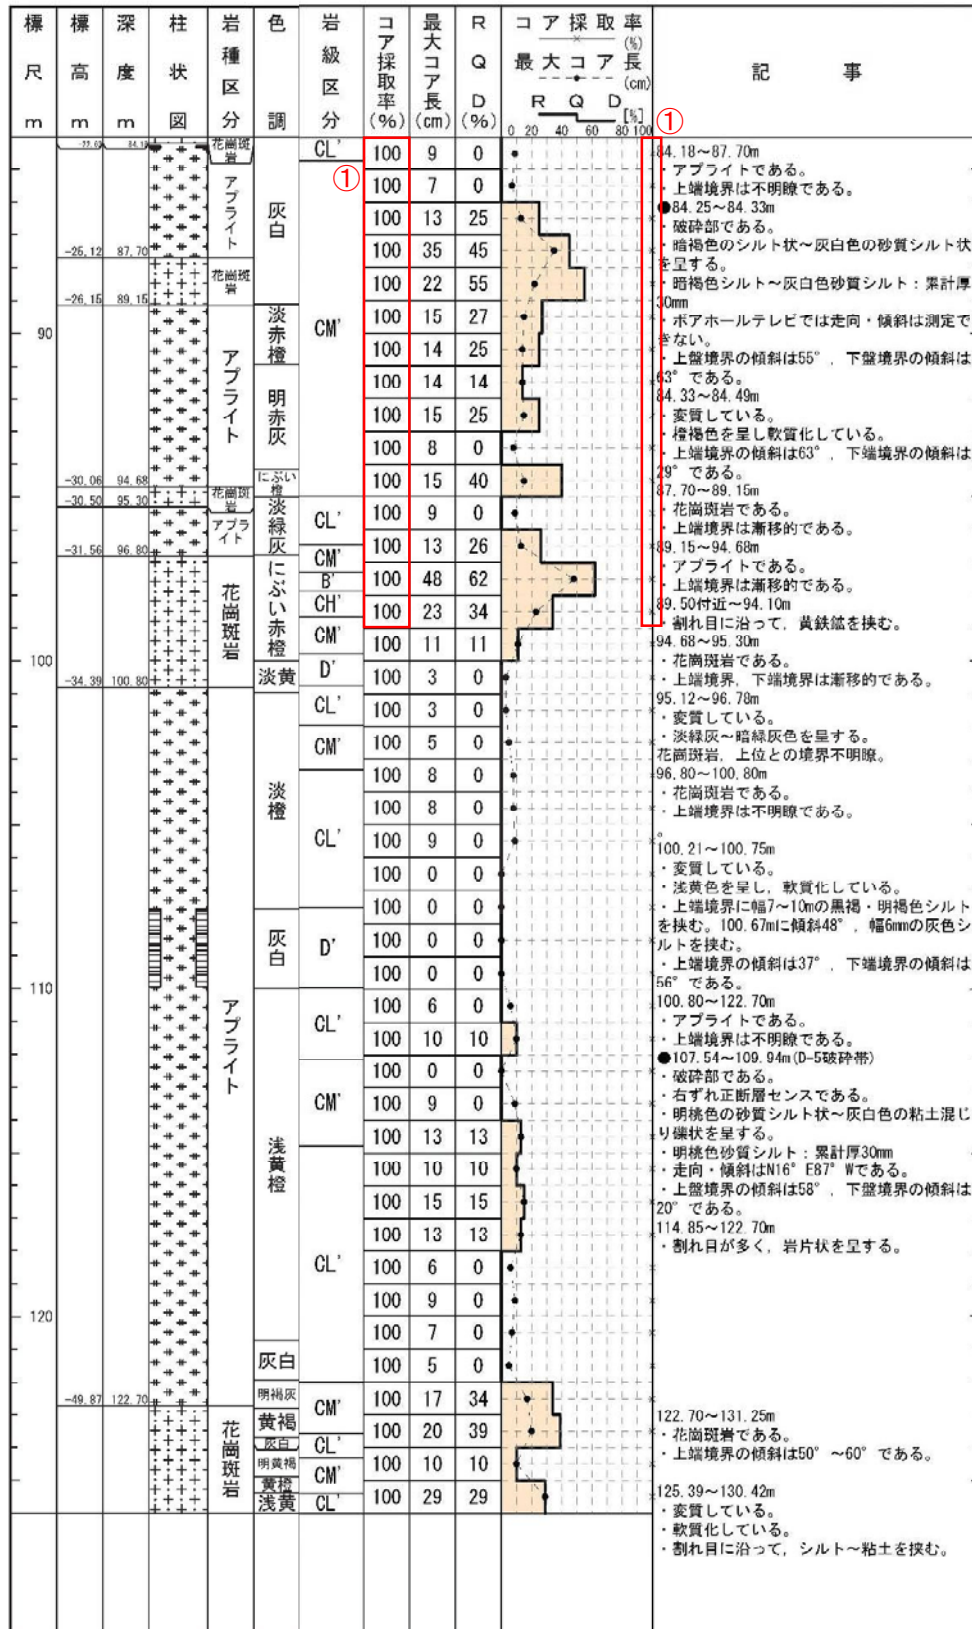 標尺 m
標高 m
深度 m
柱状図
岩種区分
色調
岩級区分
コア採取率(%)
最大コア長(cm)
RQD(%)
コア採取率(%)
最大コア長(cm)
RQD[%]
0 20 40 60 80 100
記事
①
①
90
100
110
120
84.18
-26.12 87.70
-26.15 89.15
-30.06 94.68
-30.50 95.30
-31.56 96.80
-34.39 100.80
-49.87 122.70
花崗斑岩
アプライト
花崗斑岩
アプライト
花崗斑岩
アプライト
花崗斑岩
アプライト
花崗斑岩
灰白
淡赤橙
明赤灰
にぶい橙
淡緑灰
にぶい赤橙
淡黄
淡橙
灰白
浅黄橙
灰白
明褐灰
黄褐
灰白
明黄褐
黄橙
浅黄
CL'
CM'
CL'
CM'
B'
CH'
CM'
D'
CL'
CM'
CL'
D'
CL'
CM'
CL'
CM'
CL'
CM'
CL'
100 9 0
100 7 0
100 13 25
100 35 45
100 22 55
100 15 27
100 14 25
100 14 14
100 15 25
100 8 0
100 15 40
100 9 0
100 13 26
100 48 62
100 23 34
100 11 11
100 3 0
100 3 0
100 5 0
100 8 0
100 8 0
100 9 0
100 0 0
100 0 0
100 0 0
100 0 0
100 6 0
100 10 10
100 0 0
100 9 0
100 13 13
100 10 10
100 15 15
100 13 13
100 6 0
100 9 0
100 7 0
100 5 0
100 17 34
100 20 39
100 10 10
100 29 29
84.18～87.70m
・アプライトである。
・上端境界は不明瞭である。
●84.25～84.33m
・破砕部である。
・暗褐色のシルト状～灰白色の砂質シルト状
を呈する。
・暗褐色シルト～灰白色砂質シルト：累計厚
30mm
・ボアホールテレビでは走向・傾斜は測定で
きない。
・上盤境界の傾斜は55°，下盤境界の傾斜は
63°である。
84.33～84.49m
・変質している。
・橙褐色を呈し軟質化している。
・上端境界の傾斜は63°，下端境界の傾斜は
29°である。
87.70～89.15m
・花崗斑岩である。
・上端境界は漸移的である。
89.15～94.68m
・アプライトである。
・上端境界は漸移的である。
89.50付近～94.10m
・割れ目に沿って，黄鉄鉱を挟む。
94.68～95.30m
・花崗斑岩である。
・上端境界，下端境界は漸移的である。
95.12～96.78m
・変質している。
・淡緑灰～暗緑灰色を呈する。
花崗斑岩，上位との境界不明瞭。
96.80～100.80m
・花崗斑岩である。
・上端境界は不明瞭である。
。
100.21～100.75m
・変質している。
・浅黄色を呈し，軟質化している。
・上端境界に幅7～10mの黒褐・明褐色シルト
を挟む。100.67mに傾斜48°，幅6mmの灰色シ
ルトを挟む。
・上端境界の傾斜は37°，下端境界の傾斜は
56°である。
100.80～122.70m
・アプライトである。
・上端境界は不明瞭である。
●107.54～109.94m(D-5破砕帯)
・破砕部である。
・右ずれ正断層センスである。
・明桃色の砂質シルト状～灰白色の粘土混じ
り礫状を呈する。
・明桃色砂質シルト：累計厚30mm
・走向・傾斜はN16°E87°Wである。
・上盤境界の傾斜は58°，下盤境界の傾斜は
20°である。
114.85～122.70m
・割れ目が多く，岩片状を呈する。
122.70～131.25m
・花崗斑岩である。
・上端境界の傾斜は50°～60°である。
125.39～130.42m
・変質している。
・軟質化している。
・割れ目に沿って，シルト～粘土を挟む。